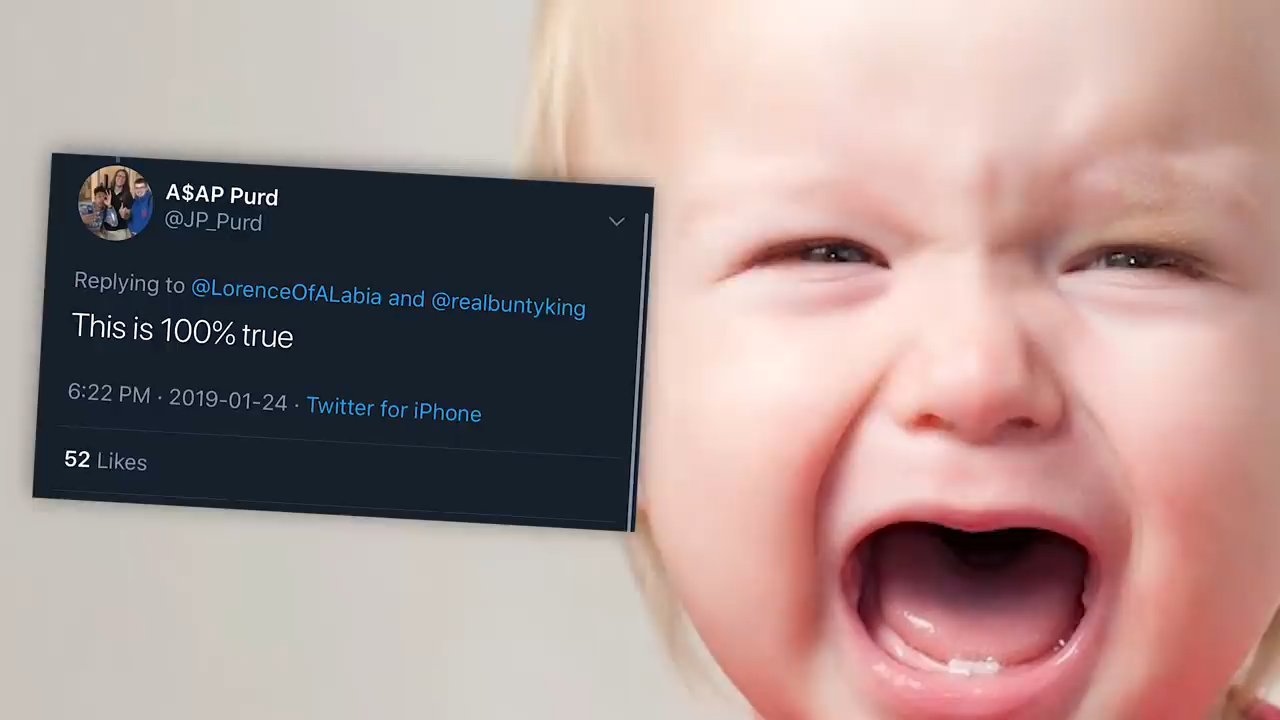 A$AP Purd
@JP_Purd
Replying to @LorenceOfALabia and @realbuntyking
This is 100% true
6:22 PM · 2019-01-24 · Twitter for iPhone
52 Likes